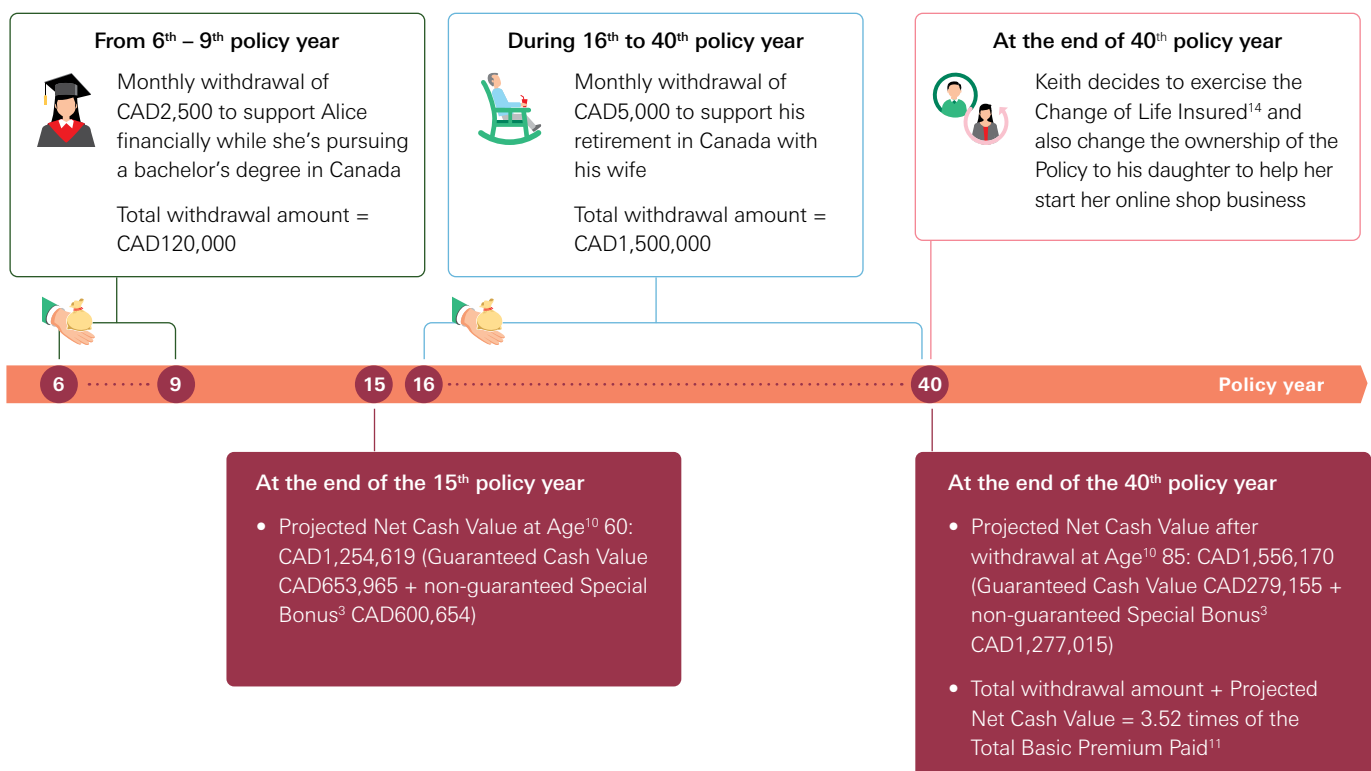 From 6th – 9th policy year
Monthly withdrawal of
CAD2,500 to support Alice
financially while she's pursuing
a bachelor's degree in Canada
Total withdrawal amount =
CAD120,000
During 16th to 40th policy year
Monthly withdrawal of
CAD5,000 to support his
retirement in Canada with
his wife
Total withdrawal amount =
CAD1,500,000
At the end of 40th policy year
Keith decides to exercise the
Change of Life Insured14 and
also change the ownership of the
Policy to his daughter to help her
start her online shop business
6 9 15 16 40 Policy year
At the end of the 15th policy year
• Projected Net Cash Value at Age10 60:
CAD1,254,619 (Guaranteed Cash Value
CAD653,965 + non-guaranteed Special
Bonus3 CAD600,654)
At the end of the 40th policy year
• Projected Net Cash Value after
withdrawal at Age10 85: CAD1,556,170
(Guaranteed Cash Value CAD279,155 +
non-guaranteed Special Bonus3
CAD1,277,015)
• Total withdrawal amount + Projected
Net Cash Value = 3.52 times of the
Total Basic Premium Paid11